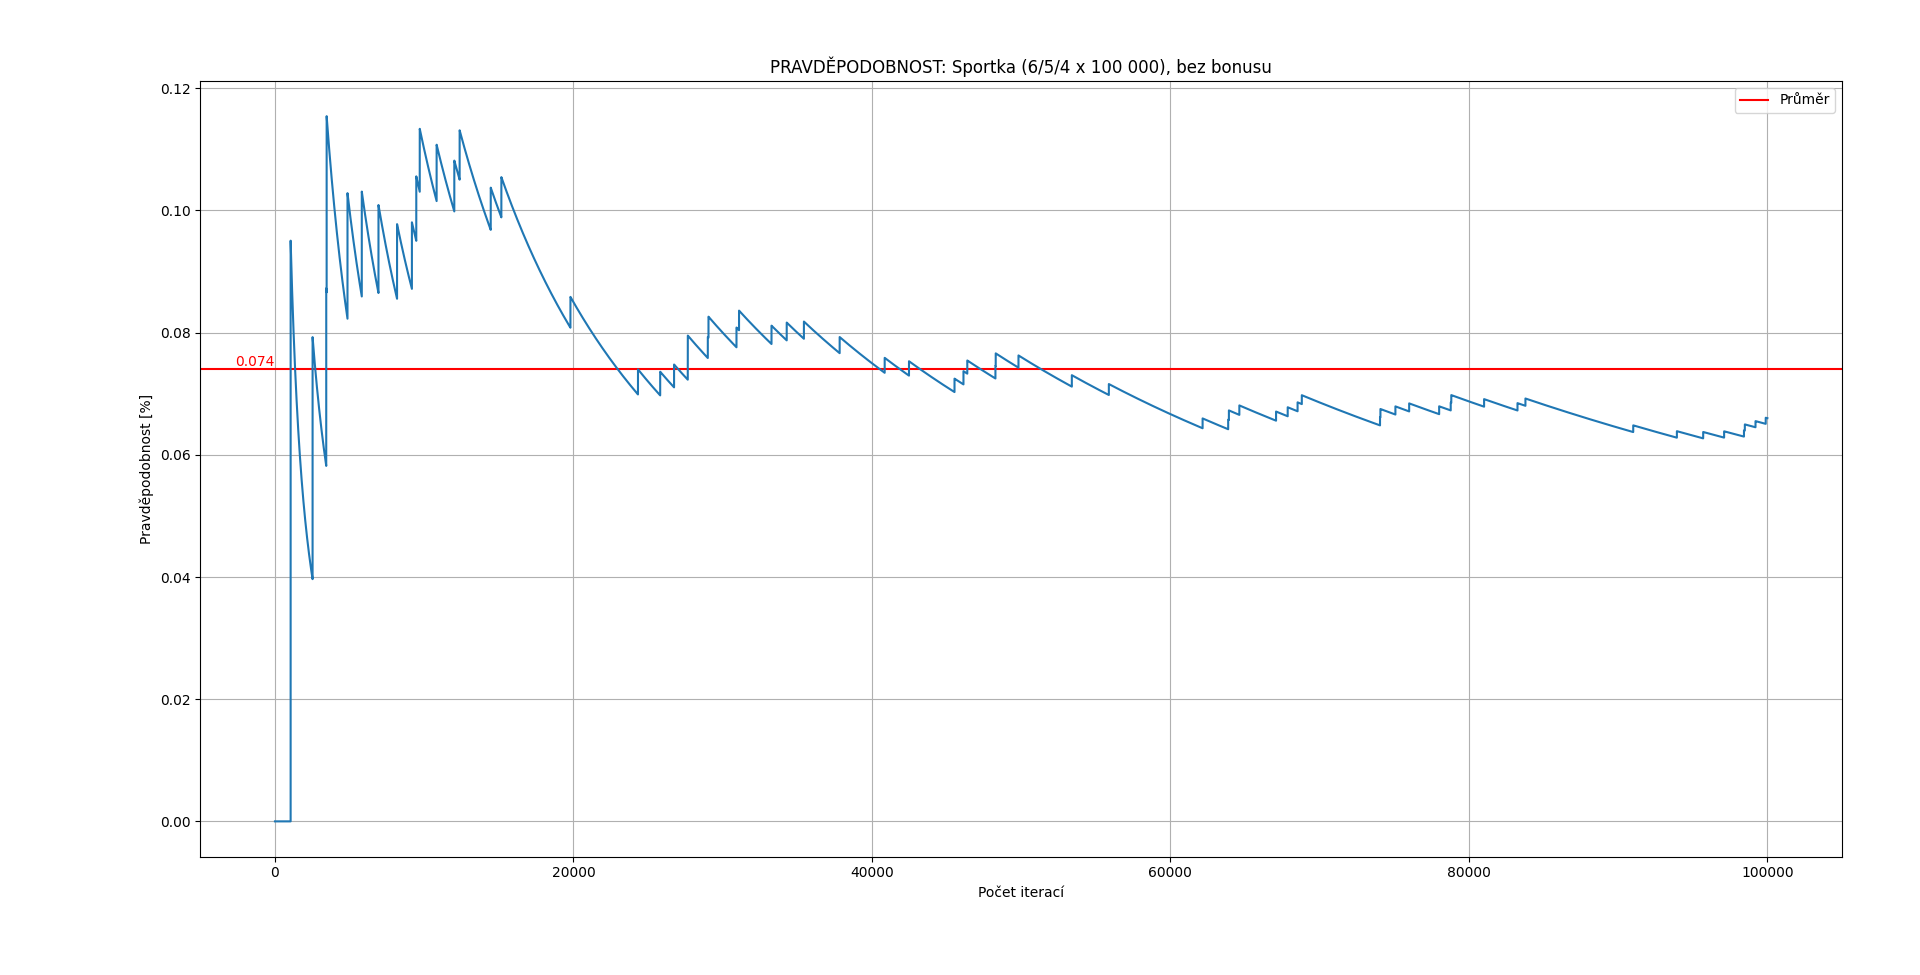 PRAVDĚPODOBNOST: Sportka (6/5/4 x 100 000), bez bonusu
0.12
Průměr
0.10
0.08
0.074
Pravděpodobnost [%]
0.06
0.04
0.02
0.00
0 20000 40000 60000 80000 100000
Počet iterací